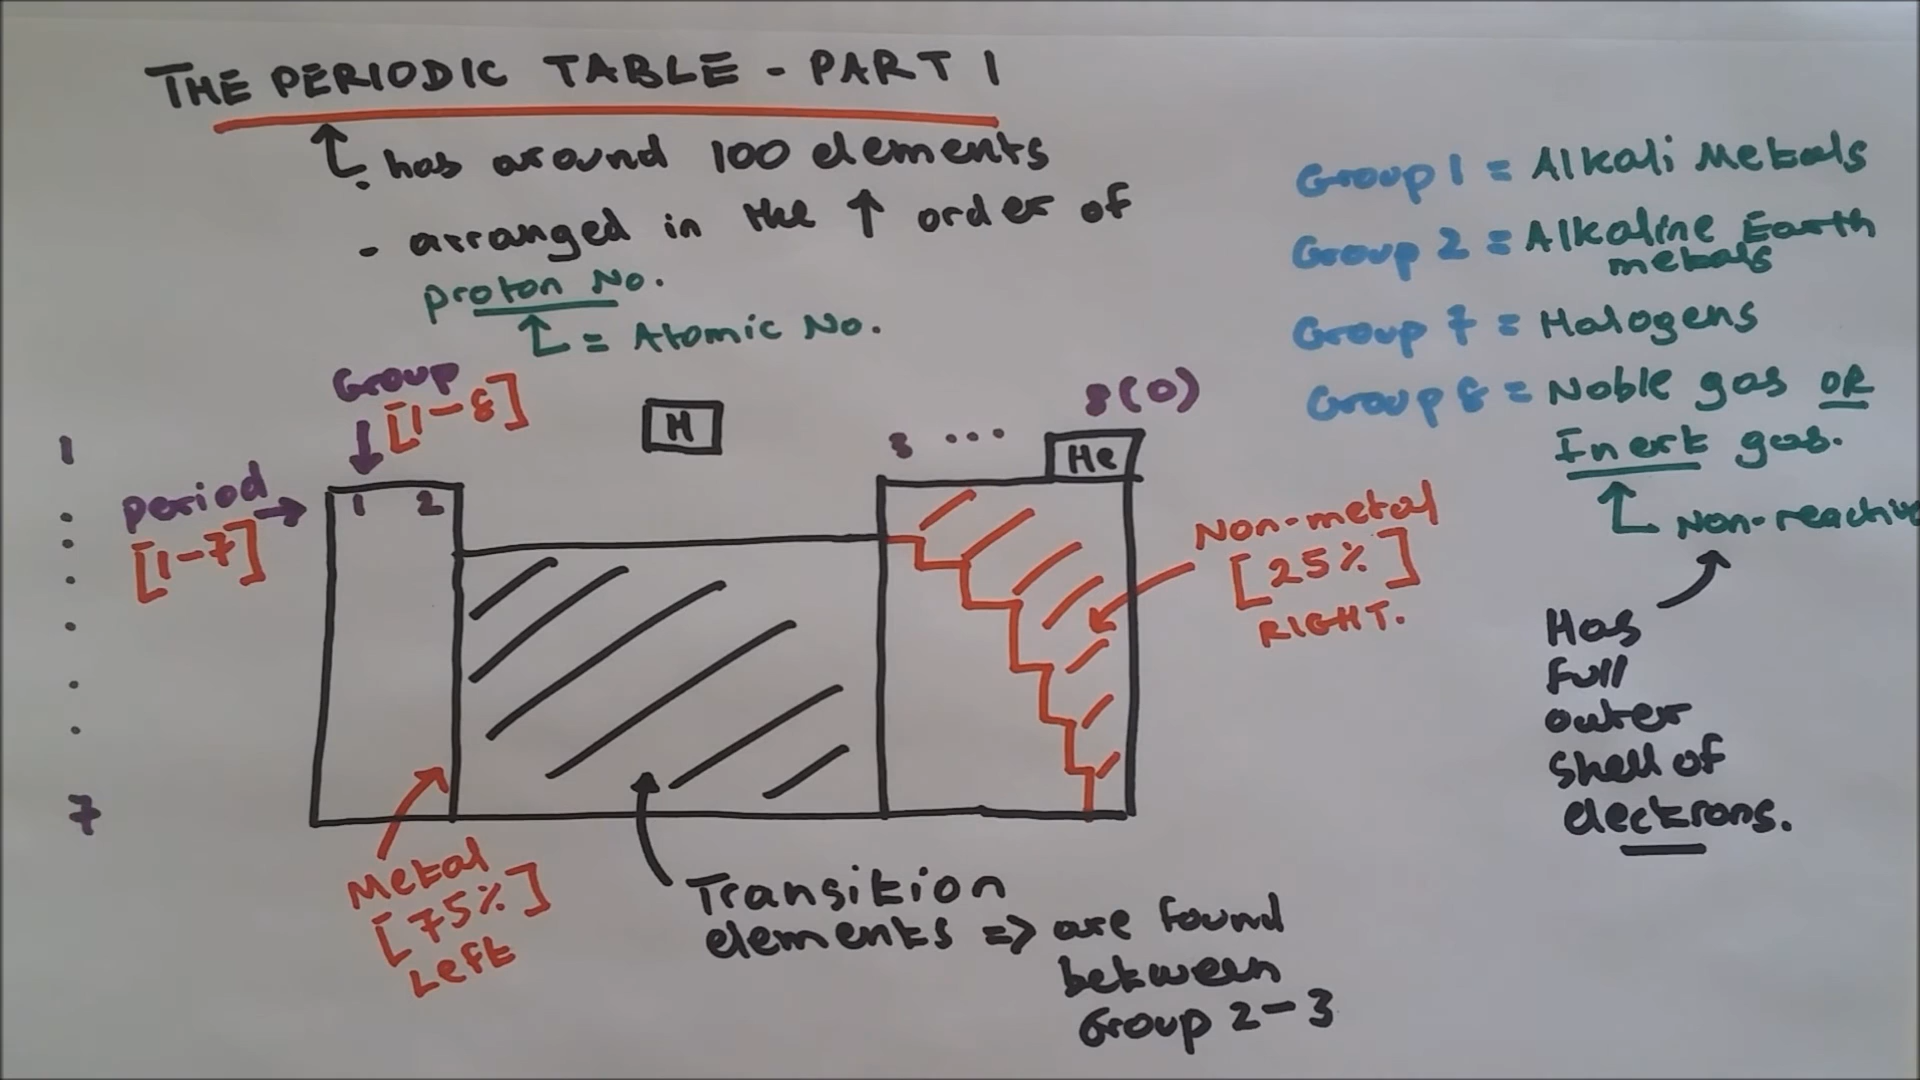 THE PERIODIC TABLE - PART 1
- has around 100 elements
- arranged in the ↑ order of
proton No.
= Atomic No.
Group
[1-8]
H
3 ... 8(0)
He
1
Period
[1-7]
1 2
7
Non-metal
[25%]
RIGHT.
Metal
[75%]
Left
Transition
elements => are found
between
Group 2-3
Group 1 = Alkali Metals
Group 2 = Alkaline Earth
metals
Group 7 = Halogens
Group 8 = Noble gas OR
Inert gas.
Non-reactive
Has
full
outer
shell of
electrons.